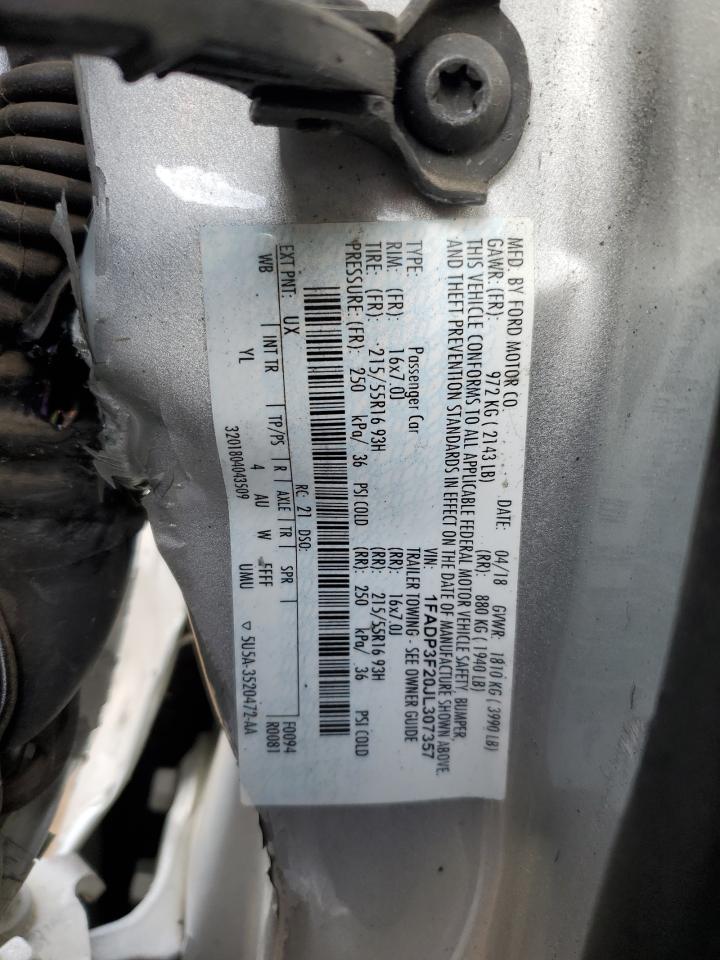 MFD. BY FORD MOTOR CO. DATE: 04/18 GVWR: 1810 KG ( 3990 LB)
GAWR: (FR): 972 KG ( 2143 LB) (RR): 880 KG ( 1940 LB)
THIS VEHICLE CONFORMS TO ALL APPLICABLE FEDERAL MOTOR VEHICLE SAFETY, BUMPER
AND THEFT PREVENTION STANDARDS IN EFFECT ON THE DATE OF MANUFACTURE SHOWN ABOVE.
VIN: 1FADP3F20JL307357
TYPE: Passenger Car TRAILER TOWING - SEE OWNER GUIDE
RIM: (FR): 16x7.0J (RR): 16x7.0J
TIRE: (FR): 215/55R16 93H (RR): 215/55R16 93H
PRESSURE: (FR): 250 kPa/ 36 PSI COLD (RR): 250 kPa/ 36 PSI COLD
RC: 21 DSO:
EXT PNT: UX F0094
WB INT TR TP/PS R AXLE TR SPR R0081
YL 4 AU W FFFF
3201804043509 UMU ▽ 5U5A-3520472-AA